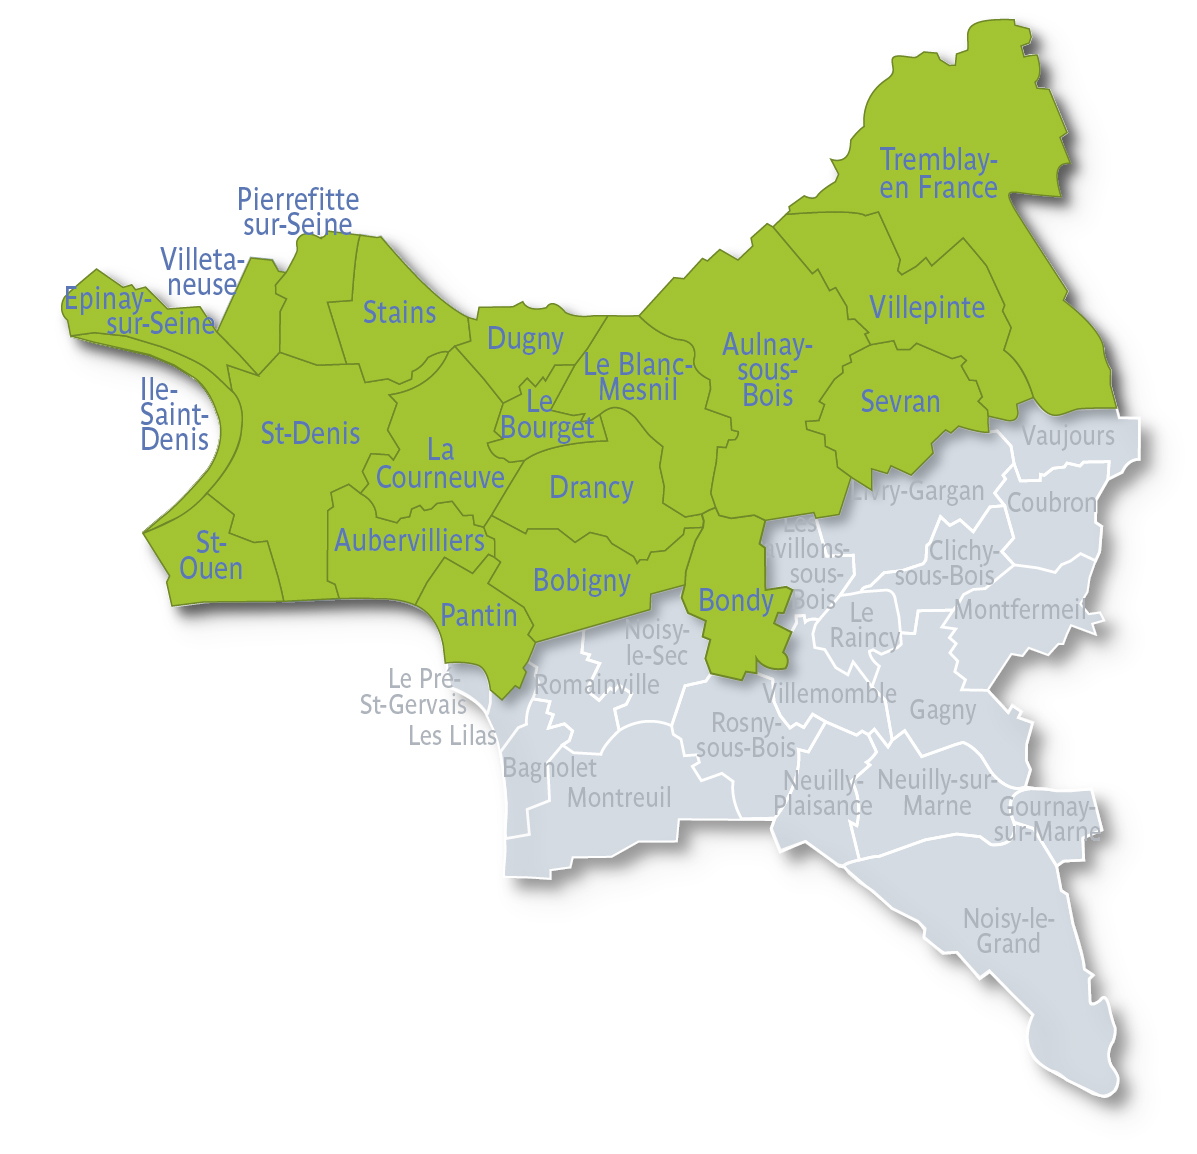 Tremblay-
en France
Pierrefitte
sur-Seine
Villeta-
neuse
Epinay-
sur-Seine
Stains
Villepinte
Dugny
Aulnay-
sous-
Bois
Le Blanc-
Mesnil
Ile-
Saint-
Denis
Le
Bourget
Sevran
St-Denis
La
Courneuve
Vaujours
Drancy
Livry-Gargan
Coubron
St-
Ouen
Aubervilliers
Les
villons-
sous-
Bois
Clichy-
sous-Bois
Bobigny
Bondy
Pantin
Le
Raincy
Montfermeil
Noisy-
le-Sec
Le Pré-
St-Gervais
Romainville
Villemomble
Gagny
Les Lilas
Rosny-
sous-Bois
Bagnolet
Montreuil
Neuilly-
Plaisance
Neuilly-sur-
Marne
Gournay-
sur-Marne
Noisy-le-
Grand